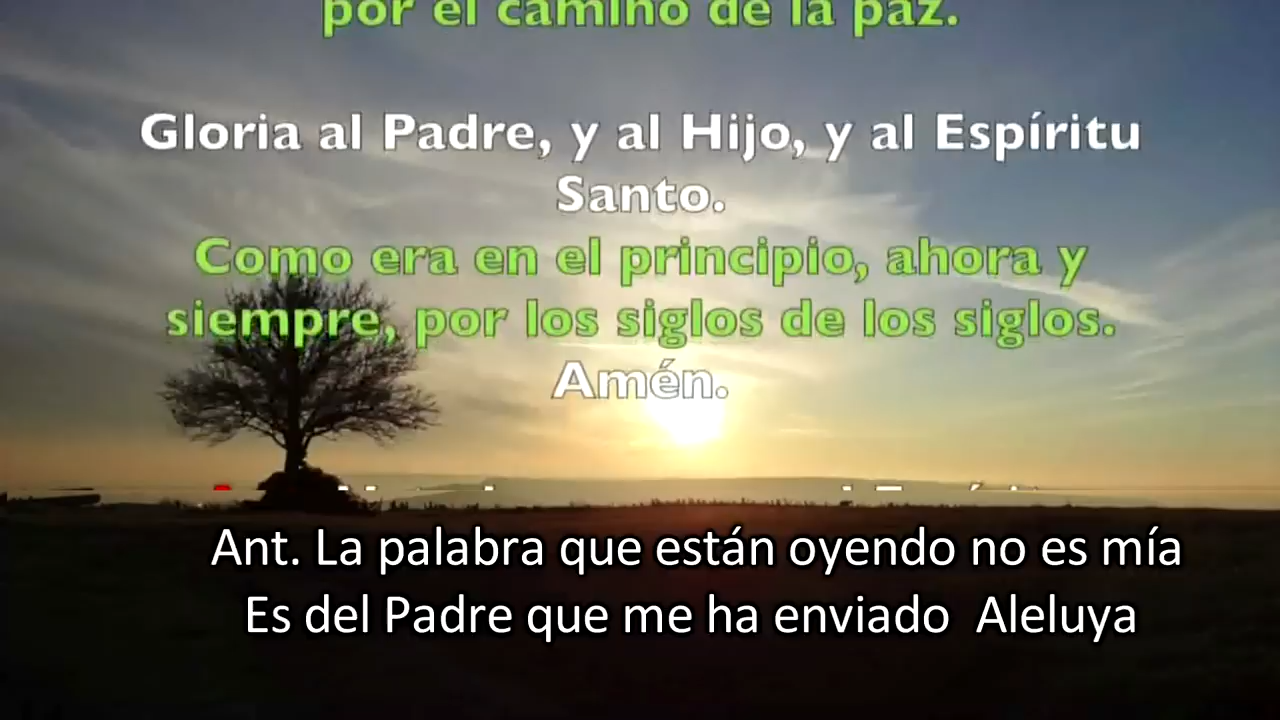 por el camino de la paz.
Gloria al Padre, y al Hijo, y al Espíritu
Santo.
Como era en el principio, ahora y
siempre, por los siglos de los siglos.
Amén.
Ant. La palabra que están oyendo no es mía
Es del Padre que me ha enviado Aleluya